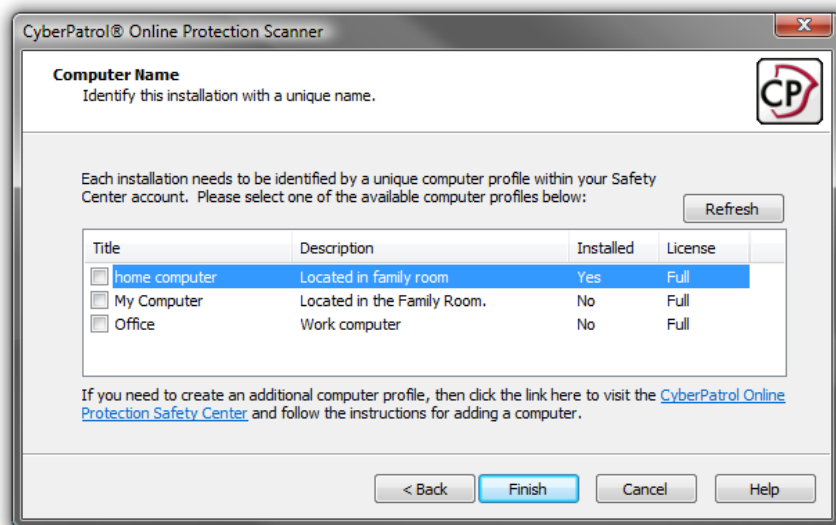 CyberPatrol® Online Protection Scanner
Computer Name
Identify this installation with a unique name.
CP
Each installation needs to be identified by a unique computer profile within your Safety
Center account. Please select one of the available computer profiles below:
Refresh
Title Description Installed License
home computer Located in family room Yes Full
My Computer Located in the Family Room. No Full
Office Work computer No Full
If you need to create an additional computer profile, then click the link here to visit the CyberPatrol Online
Protection Safety Center and follow the instructions for adding a computer.
< Back Finish Cancel Help